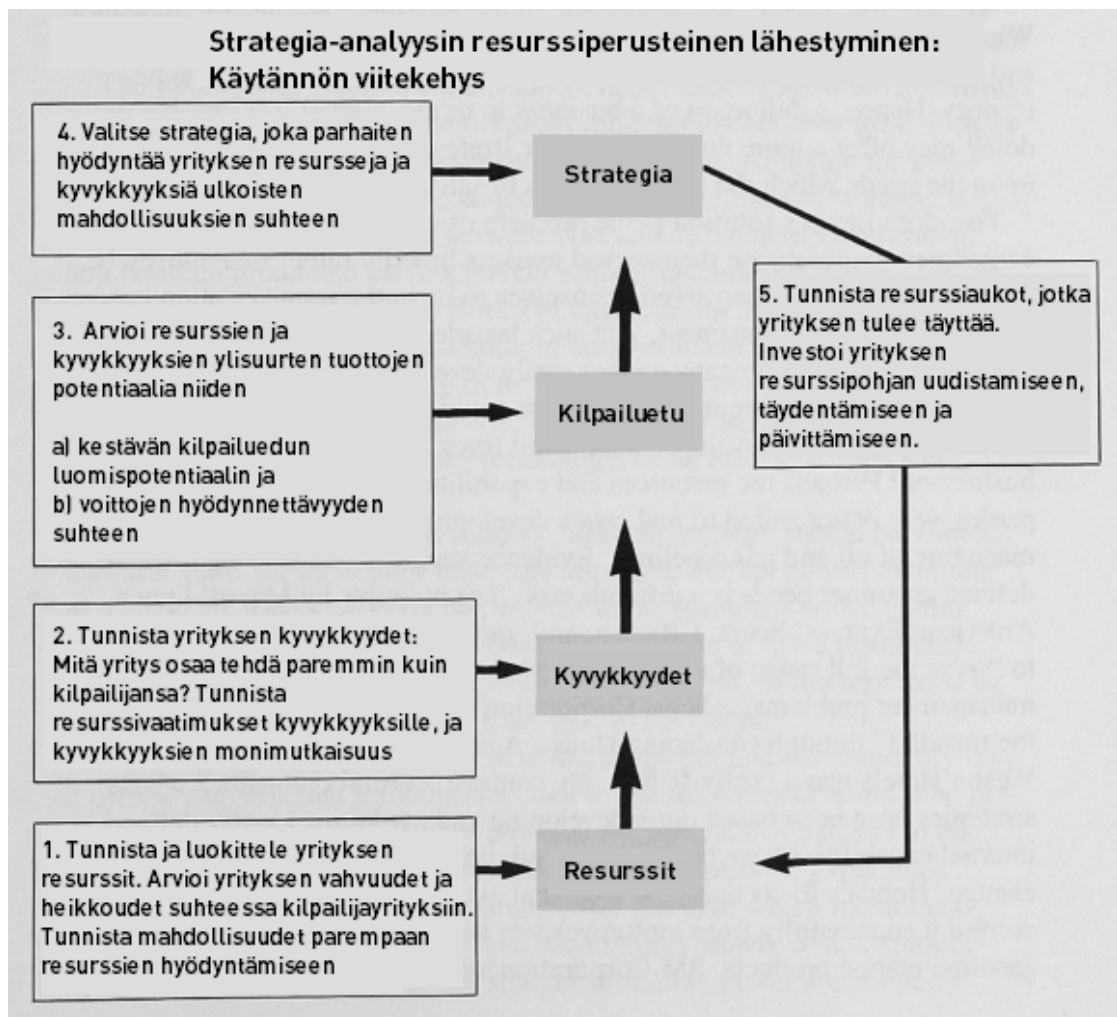 Strategia-analyysin resurssiperusteinen lähestyminen:
Käytännön viitekehys
4. Valitse strategia, joka parhaiten
hyödyntää yrityksen resursseja ja
kyvykkyyksiä ulkoisten
mahdollisuuksien suhteen
Strategia
5. Tunnista resurssiaukot, jotka
yrityksen tulee täyttää.
Investoi yrityksen
resurssipohjan uudistamiseen,
täydentämiseen ja
päivittämiseen.
3. Arvioi resurssien ja
kyvykkyyksien ylisuurten tuottojen
potentiaalia niiden
a) kestävän kilpailuedun
luomispotentiaalin ja
b) voittojen hyödynnettävyyden
suhteen
Kilpailuetu
2. Tunnista yrityksen kyvykkyydet:
Mitä yritys osaa tehdä paremmin kuin
kilpailijansa? Tunnista
resurssivaatimukset kyvykkyyksille, ja
kyvykkyyksien monimutkaisuus
Kyvykkyydet
1. Tunnista ja luokittele yrityksen
resurssit. Arvioi yrityksen vahvuudet ja
heikkoudet suhteessa kilpailijayrityksiin.
Tunnista mahdollisuudet parempaan
resurssien hyödyntämiseen
Resurssit